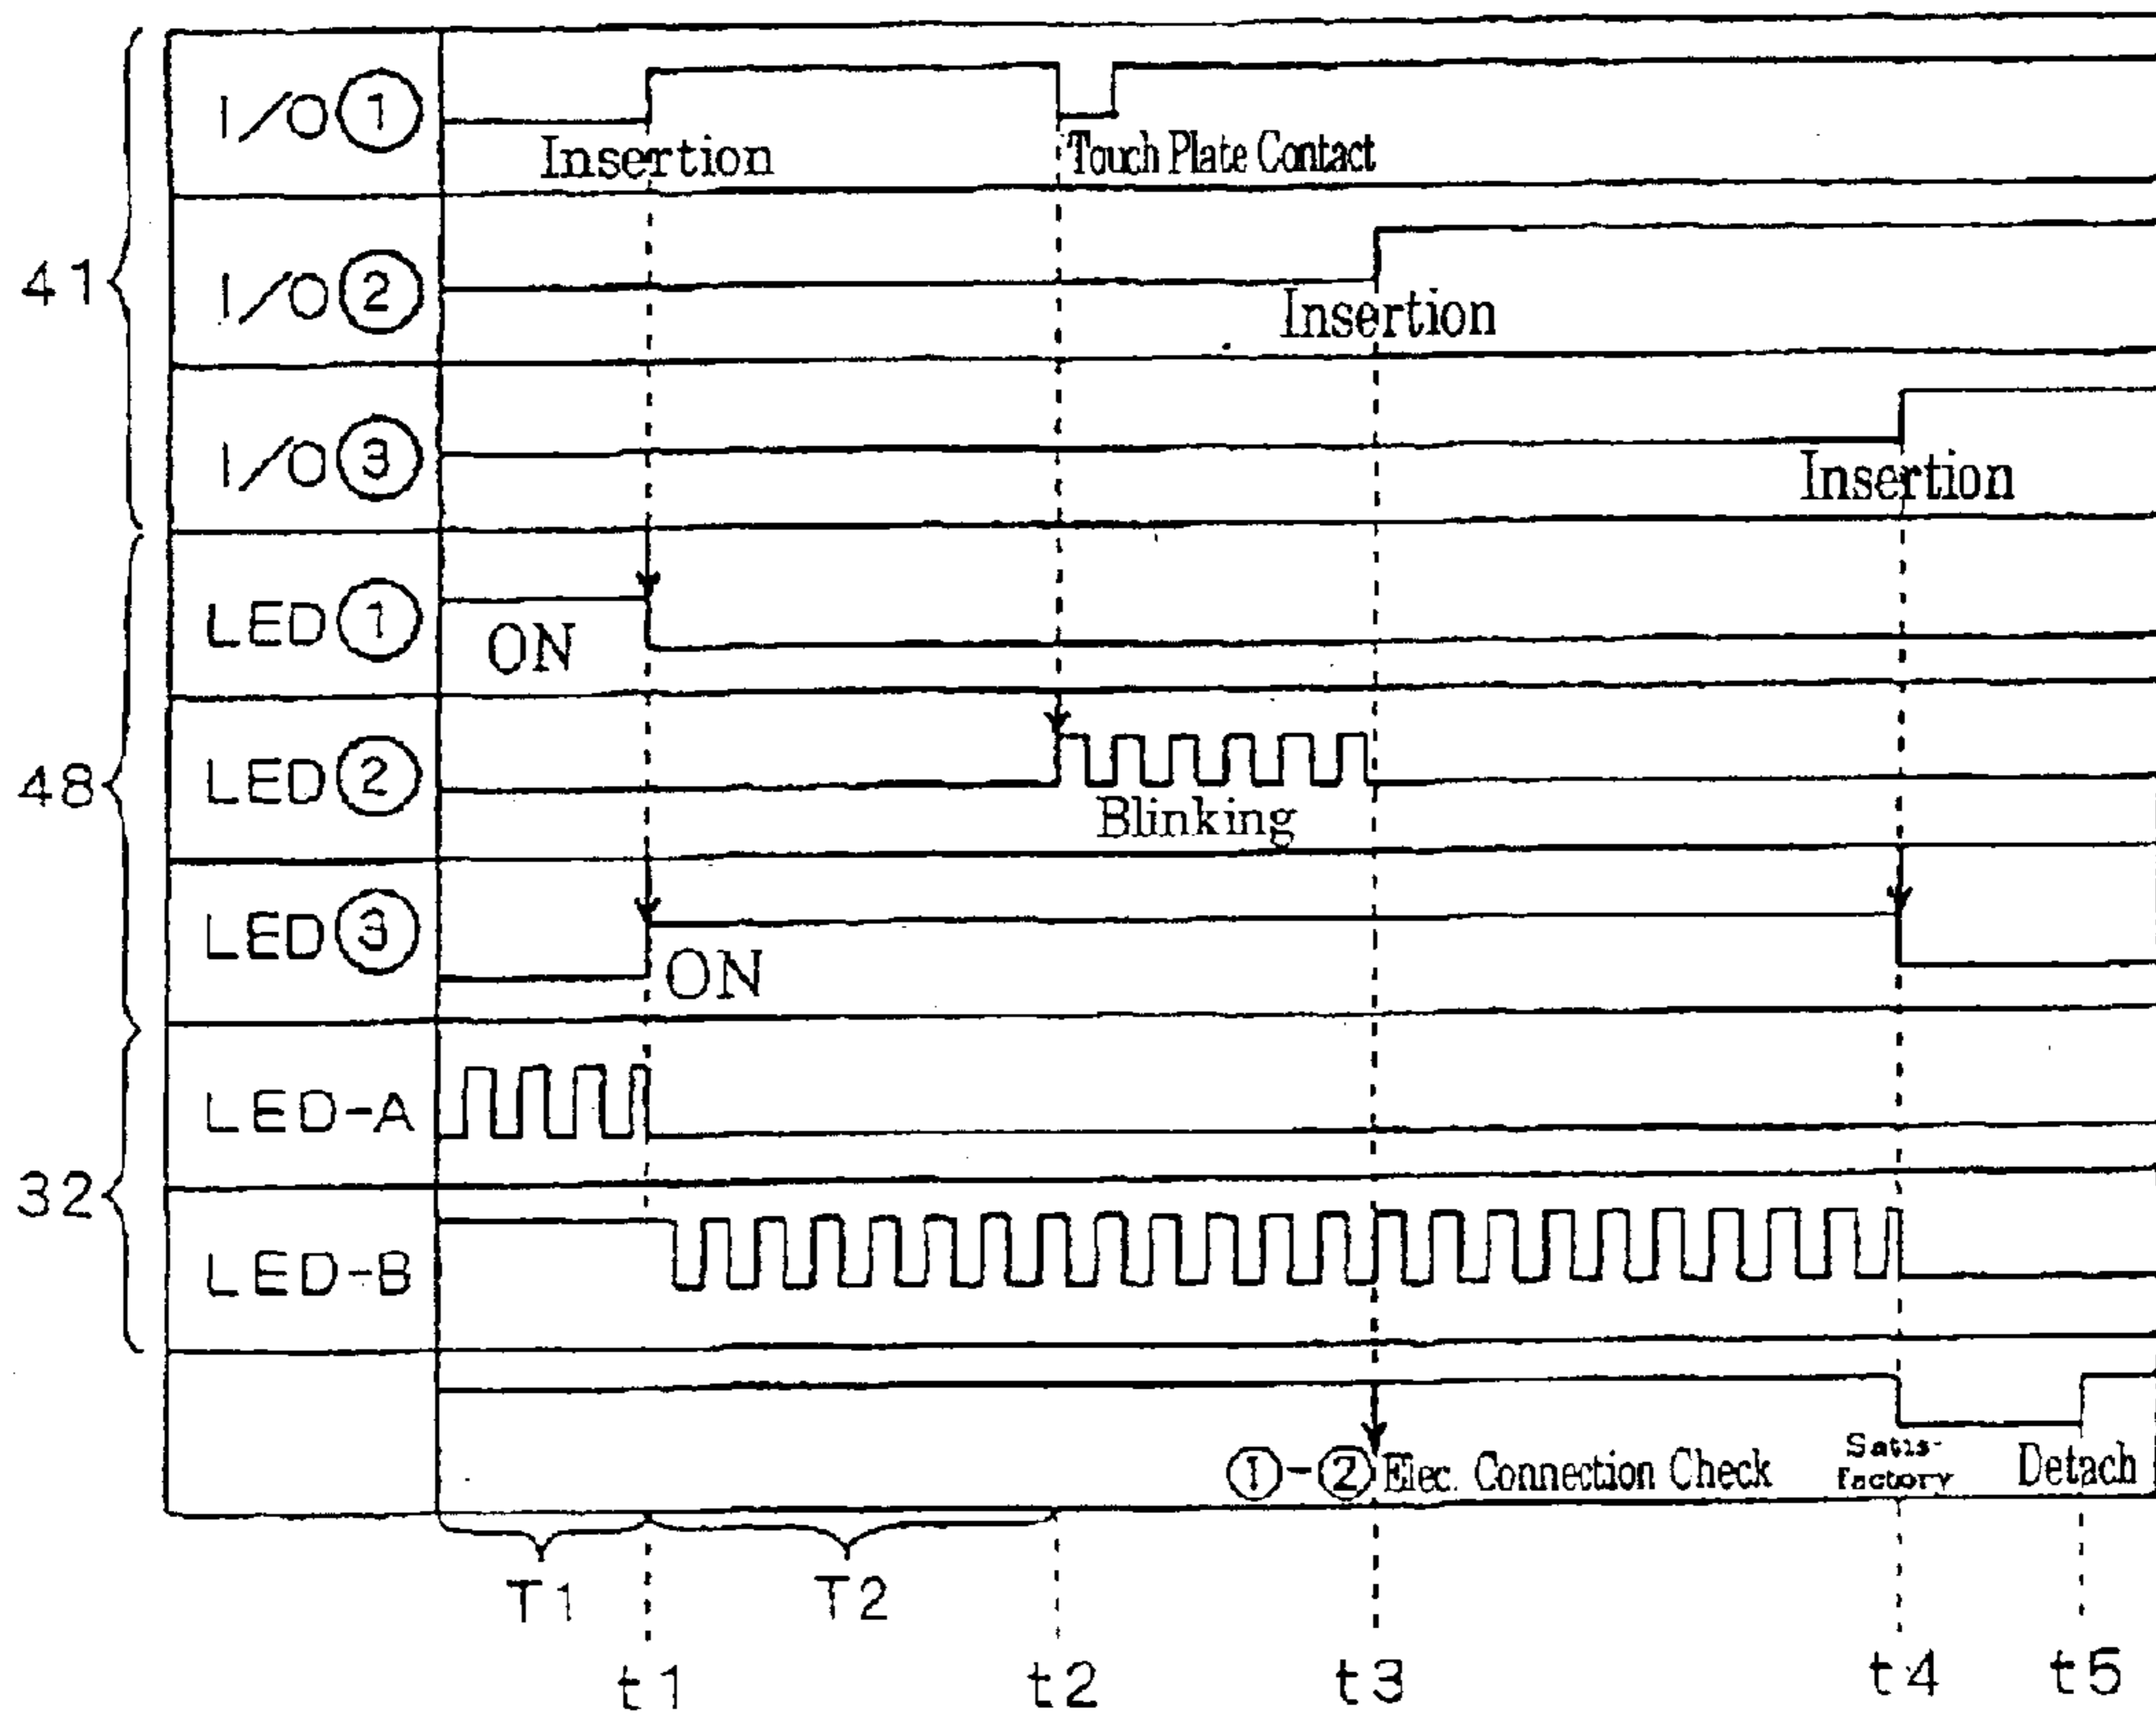 I/O①
Insertion
Touch Plate Contact
41
I/O②
Insertion
I/O③
Insertion
LED①
ON
48
LED②
Blinking
LED③
ON
LED-A
32
LED-B
①-② Elec. Connection Check
Satis-
factory
Detach
T1
T2
t1
t2
t3
t4
t5